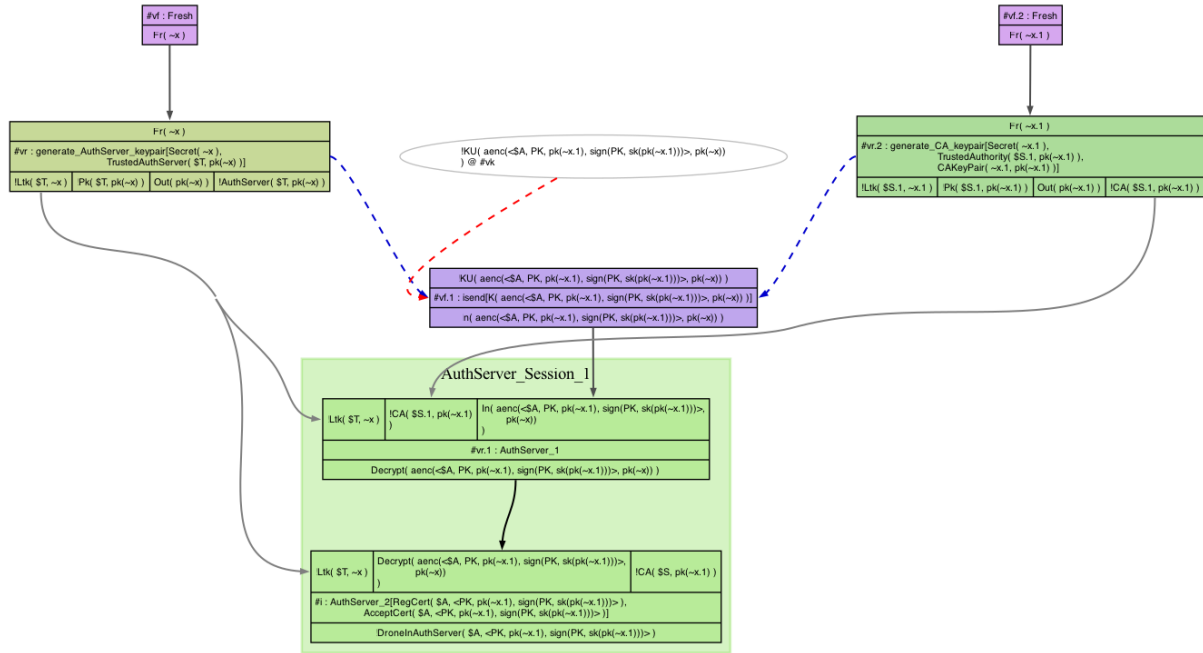 #vf : Fresh
Fr( ~x )
#vf.2 : Fresh
Fr( ~x.1 )
Fr( ~x )
#vr : generate_AuthServer_keypair[Secret( ~x ),
TrustedAuthServer( $T, pk(~x) )]
!Ltk( $T, ~x )
!Pk( $T, pk(~x) )
Out( pk(~x) )
!AuthServer( $T, pk(~x) )
!KU( aenc(<$A, PK, pk(~x.1), sign(PK, sk(pk(~x.1)))>, pk(~x))
) @ #vk
Fr( ~x.1 )
#vr.2 : generate_CA_keypair[Secret( ~x.1 ),
TrustedAuthority( $S.1, pk(~x.1) ),
CAKeyPair( ~x.1, pk(~x.1) )]
!Ltk( $S.1, ~x.1 )
!Pk( $S.1, pk(~x.1) )
Out( pk(~x.1) )
!CA( $S.1, pk(~x.1) )
!KU( aenc(<$A, PK, pk(~x.1), sign(PK, sk(pk(~x.1)))>, pk(~x)) )
#vf.1 : isend[K( aenc(<$A, PK, pk(~x.1), sign(PK, sk(pk(~x.1)))>, pk(~x)) )]
In( aenc(<$A, PK, pk(~x.1), sign(PK, sk(pk(~x.1)))>, pk(~x)) )
AuthServer_Session_1
!Ltk( $T, ~x )
!CA( $S.1, pk(~x.1)
)
In( aenc(<$A, PK, pk(~x.1), sign(PK, sk(pk(~x.1)))>,
pk(~x))
)
#vr.1 : AuthServer_1
Decrypt( aenc(<$A, PK, pk(~x.1), sign(PK, sk(pk(~x.1)))>, pk(~x)) )
!Ltk( $T, ~x )
Decrypt( aenc(<$A, PK, pk(~x.1), sign(PK, sk(pk(~x.1)))>,
pk(~x))
)
!CA( $S, pk(~x.1) )
#i : AuthServer_2[RegCert( $A, <PK, pk(~x.1), sign(PK, sk(pk(~x.1)))> ),
AcceptCert( $A, <PK, pk(~x.1), sign(PK, sk(pk(~x.1)))> )]
!DroneInAuthServer( $A, <PK, pk(~x.1), sign(PK, sk(pk(~x.1)))> )